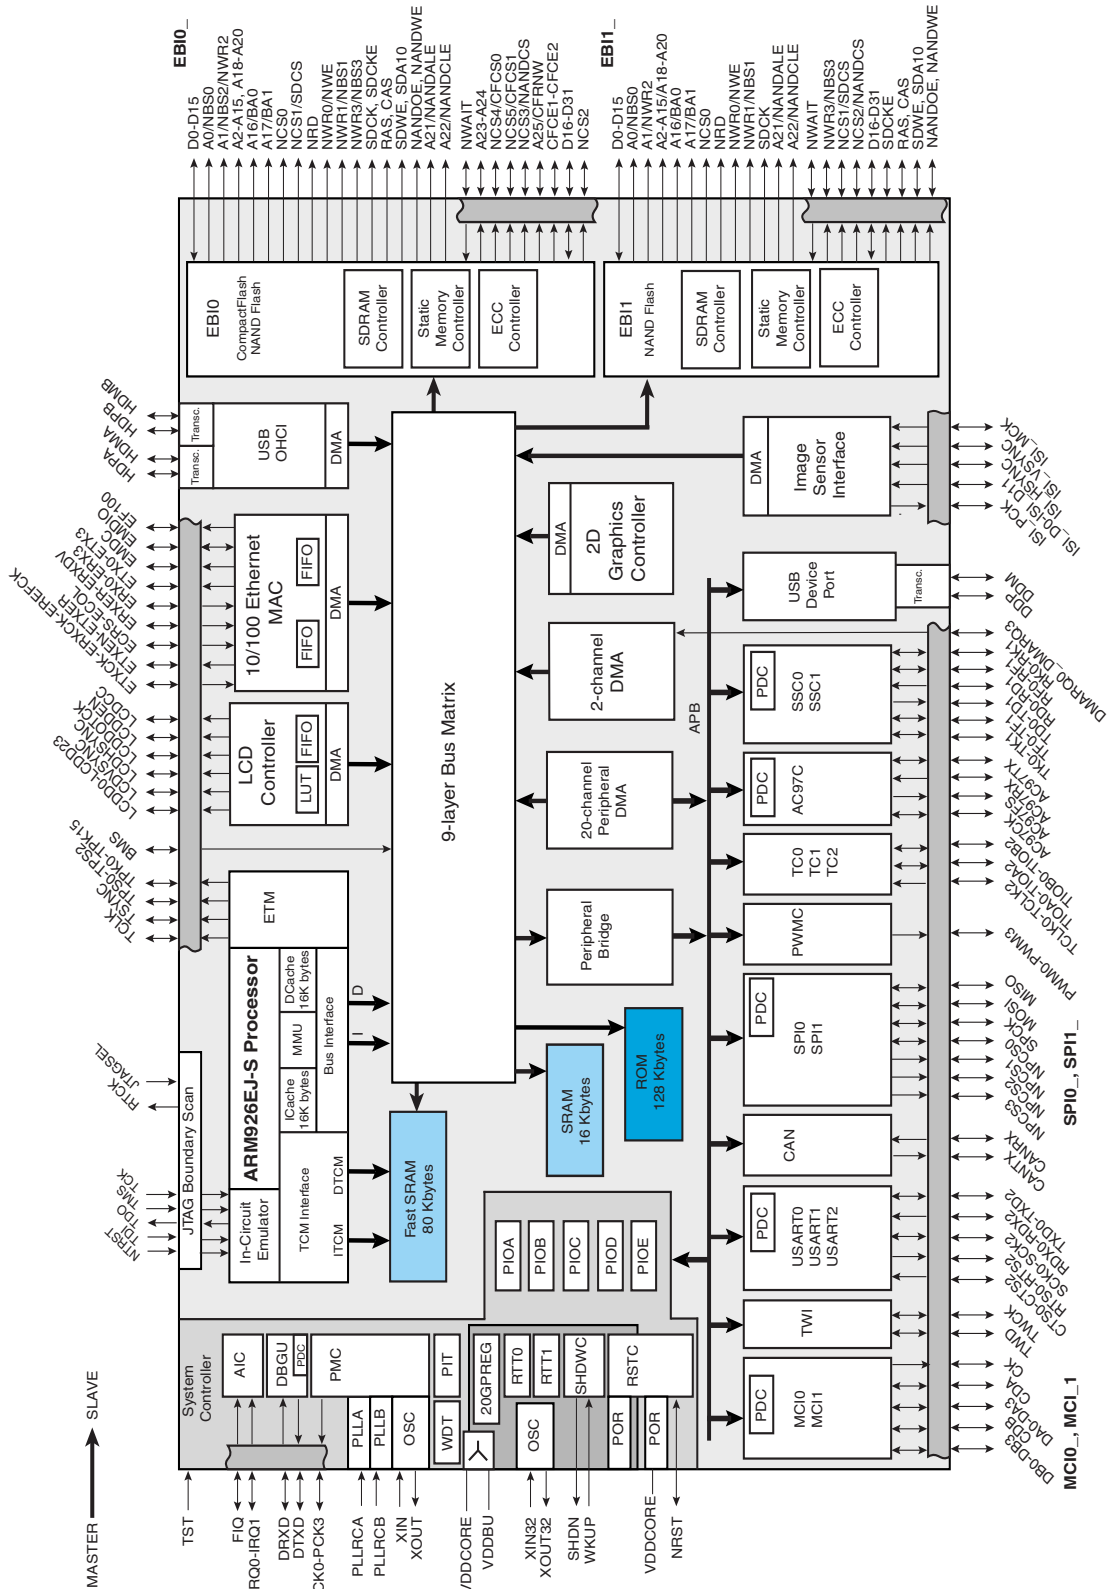 MASTER
SLAVE
EBI0_
D0-D15
A0/NBS0
A1/NBS2/NWR2
A2-A15, A18-A20
A16/BA0
A17/BA1
NCS0
NCS1/SDCS
NRD
NWR0/NWE
NWR1/NBS1
NWR3/NBS3
SDCK, SDCKE
RAS, CAS
SDWE, SDA10
NANDOE, NANDWE
A21/NANDALE
A22/NANDCLE
NWAIT
A23-A24
NCS4/CFCS0
NCS5/CFCS1
NCS3/NANDCS
A25/CFRNW
CFCE1-CFCE2
D16-D31
NCS2
EBI1_
D0-D15
A0/NBS0
A1/NWR2
A2-A15/A18-A20
A16/BA0
A17/BA1
NCS0
NRD
NWR0/NWE
NWR1/NBS1
SDCK
A21/NANDALE
A22/NANDCLE
NWAIT
NWR3/NBS3
NCS1/SDCS
NCS2/NANDCS
D16-D31
SDCKE
RAS, CAS
SDWE, SDA10
NANDOE, NANDWE
EBI0
CompactFlash
NAND Flash
SDRAM
Controller
Static
Memory
Controller
ECC
Controller
EBI1
NAND Flash
SDRAM
Controller
Static
Memory
Controller
ECC
Controller
HDMB
HDPB
HDMA
HDPA
Transc.
Transc.
USB
OHCI
DMA
EF100
EMDIO
EMDC
ETX0-ETX3
ERX0-ERX3
ERXER-ERXDV
ECRS-ECOL
ETXEN-ETXER
ETXCK-ERXCK-EREFCK
10/100 Ethernet
MAC
FIFO
FIFO
DMA
LCDCC
LCDDEN
LCDDOTCK
LCDHSYNC
LCDVSYNC
LCDD0-LCDD23
LCD
Controller
LUT
FIFO
DMA
BMS
TPK0-TPK15
TPS0-TPS2
TSYNC
TCLK
ETM
RTCK
JTAGSEL
JTAG Boundary Scan
NTRST
TDI
TDO
TMS
TCK
ARM926EJ-S Processor
In-Circuit
Emulator
TCM Interface
ICache
16K bytes
MMU
DCache
16K bytes
Bus Interface
ITCM
DTCM
I
D
9-layer Bus Matrix
Fast SRAM
80 Kbytes
SRAM
16 Kbytes
ROM
128 Kbytes
Peripheral
Bridge
20-channel
Peripheral
DMA
2-channel
DMA
DMA
2D
Graphics
Controller
DMA
Image
Sensor
Interface
ISI_PCK
ISI_D0-ISI_D11
ISI_HSYNC
ISI_VSYNC
ISI_MCK
APB
USB
Device
Port
Transc.
DDP
DDM
DMARQ0_DMARQ3
PDC
SSC0
SSC1
TK0-TK1
TF0-TF1
TD0-TD1
RD0-RD1
RF0-RF1
RK0-RK1
PDC
AC97C
AC97CK
AC97FS
AC97RX
AC97TX
TC0
TC1
TC2
TCLK0-TCLK2
TIOA0-TIOA2
TIOB0-TIOB2
PWMC
PWM0-PWM3
PDC
SPI0
SPI1
NPCS3
NPCS2
NPCS1
NPCS0
SPCK
MOSI
MISO
SPI0_, SPI1_
CAN
CANTX
CANRX
PDC
USART0
USART1
USART2
CTS0-CTS2
RTS0-RTS2
SCK0-SCK2
RDX0-RDX2
TXD0-TXD2
TWI
TWD
TWCK
PDC
MCI0
MCI1
DB0-DB3
CDB
DA0-DA3
CDA
CK
MCI0_, MCI_1
PIOA
PIOB
PIOC
PIOD
PIOE
System
Controller
AIC
DBGU
PDC
PMC
PLLA
PLLB
OSC
PIT
WDT
20GPREG
RTT0
RTT1
OSC
SHDWC
RSTC
POR
POR
TST
FIQ
IRQ0-IRQ1
DRXD
DTXD
PCK0-PCK3
PLLRCA
PLLRCB
XIN
XOUT
VDDCORE
VDDBU
XIN32
XOUT32
SHDN
WKUP
VDDCORE
NRST